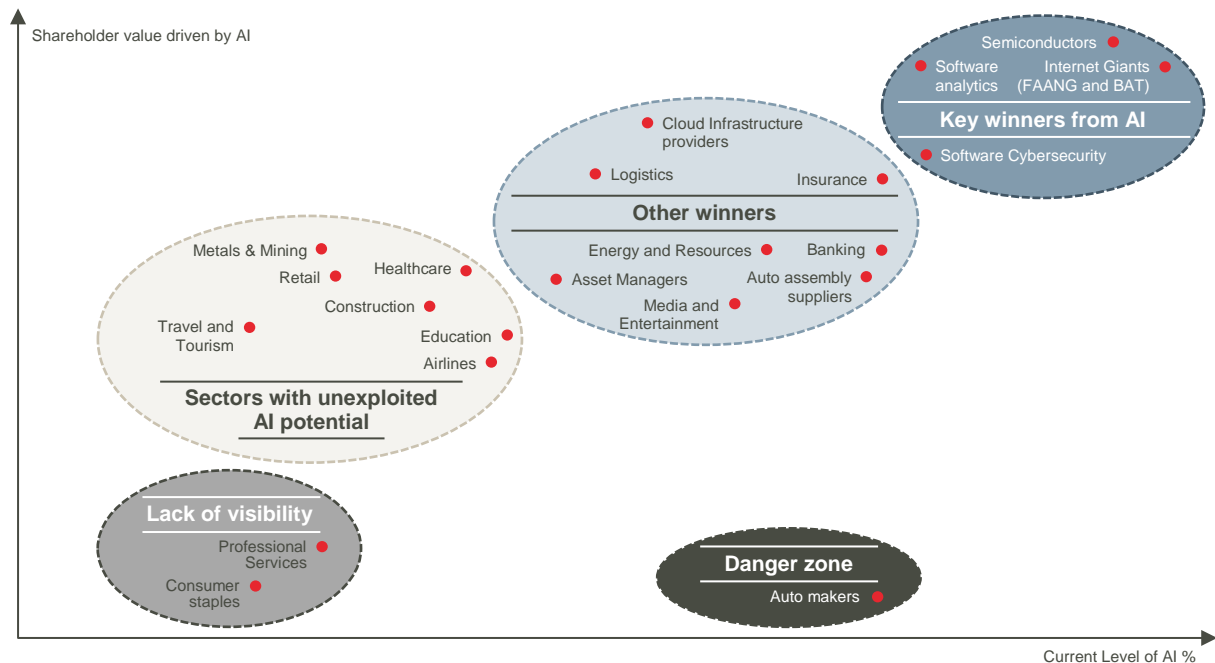 Shareholder value driven by AI
Semiconductors
Software
analytics
Internet Giants
(FAANG and BAT)
Key winners from AI
Software Cybersecurity
Cloud Infrastructure
providers
Logistics
Insurance
Other winners
Energy and Resources
Banking
Asset Managers
Auto assembly
suppliers
Media and
Entertainment
Metals & Mining
Retail
Healthcare
Construction
Travel and
Tourism
Education
Airlines
Sectors with unexploited
AI potential
Lack of visibility
Professional
Services
Consumer
staples
Danger zone
Auto makers
Current Level of AI %